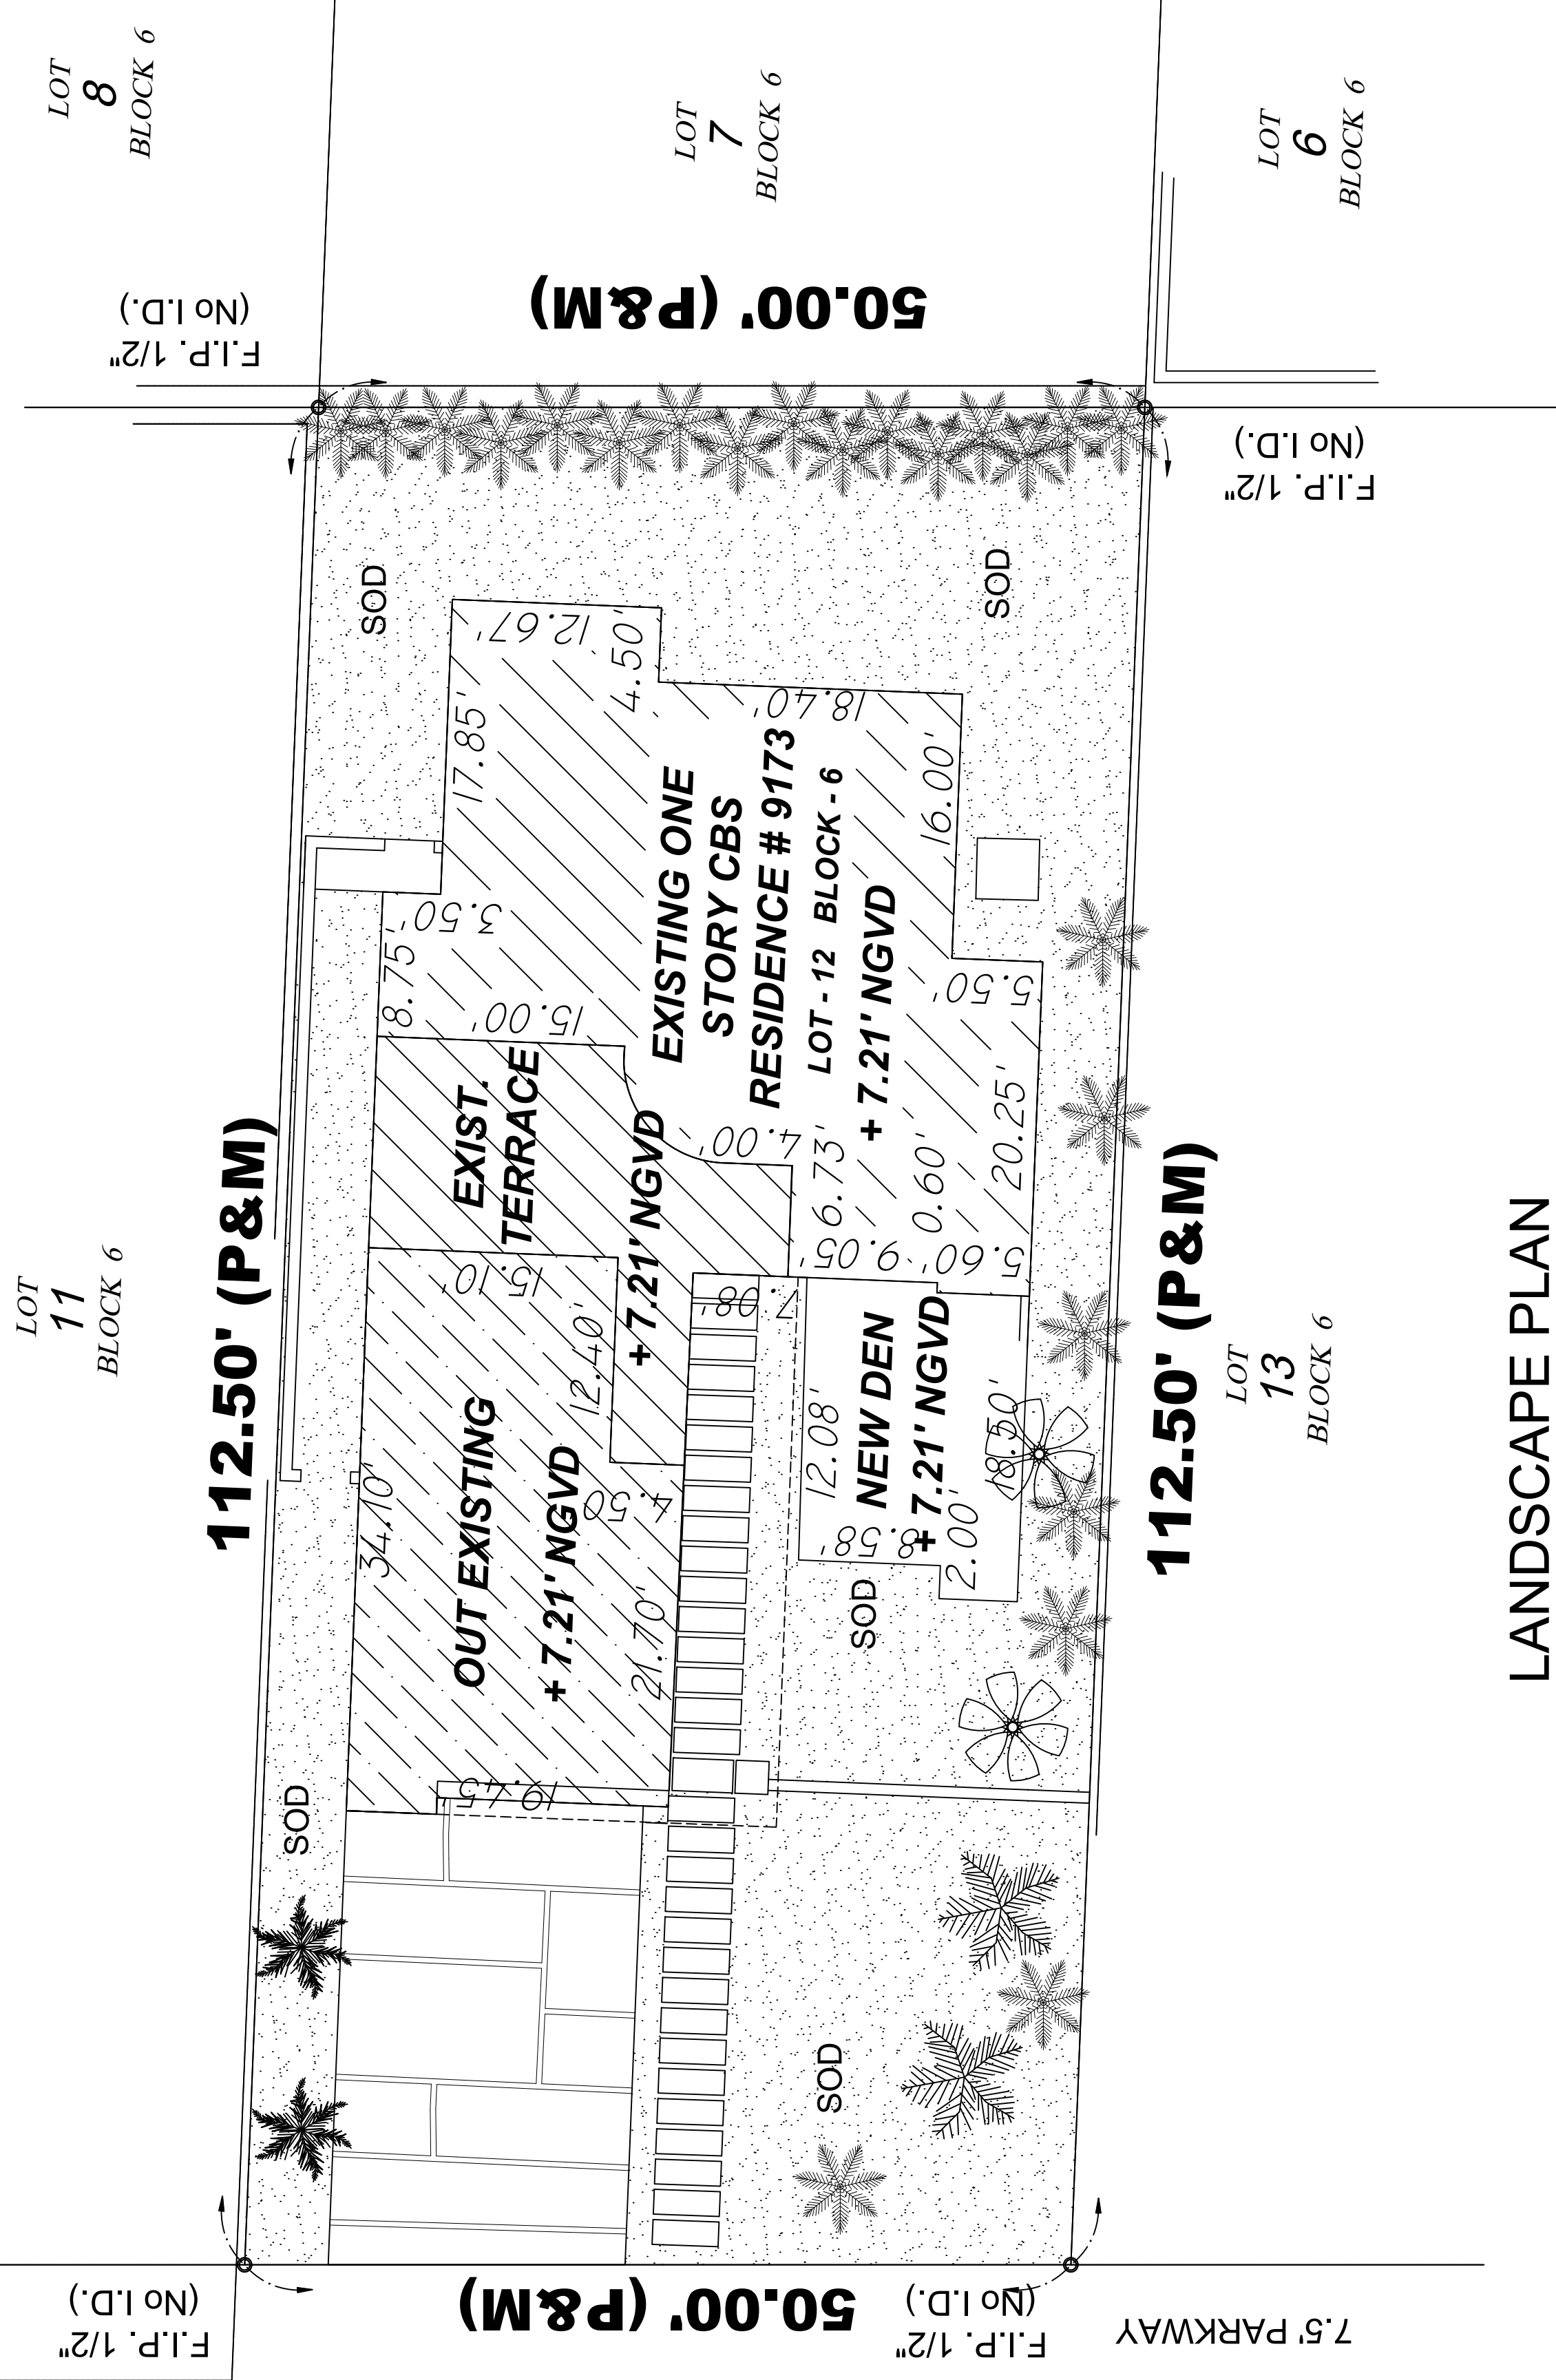 LOT
8
BLOCK 6
LOT
7
BLOCK 6
LOT
6
BLOCK 6
F.I.P. 1/2"
(No I.D.)
50.00' (P&M)
F.I.P. 1/2"
(No I.D.)
SOD
SOD
12.67'
4.50'
17.85'
18.40'
16.00'
3.50'
8.75'
15.00'
EXISTING ONE
STORY CBS
RESIDENCE # 9173
LOT - 12 BLOCK - 6
+ 7.21' NGVD
5.50'
20.25'
4.00'
6.73'
0.60'
9.05'
5.60'
EXIST.
TERRACE
+ 7.21' NGVD
112.50' (P&M)
LOT
11
BLOCK 6
15.10'
12.40'
7.08'
OUT EXISTING
+ 7.21' NGVD
34.10'
4.50'
21.70'
19.45'
NEW DEN
+ 7.21' NGVD
12.08'
18.50'
8.58'
2.00'
SOD
112.50' (P&M)
LOT
13
BLOCK 6
SOD
SOD
F.I.P. 1/2"
(No I.D.)
50.00' (P&M)
F.I.P. 1/2"
(No I.D.)
7.5' PARKWAY
LANDSCAPE PLAN